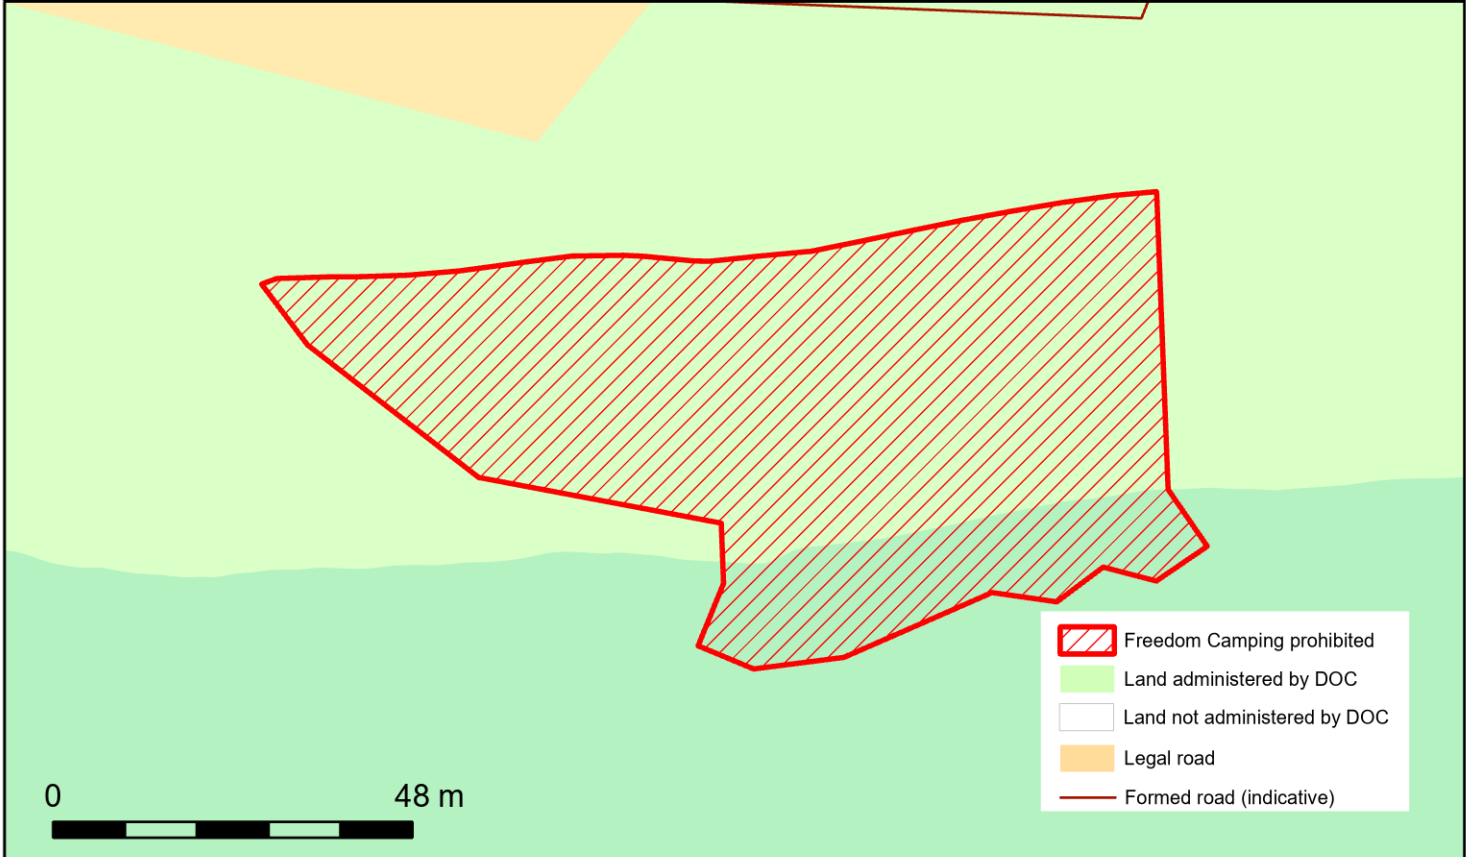 Freedom Camping prohibited
Land administered by DOC
Land not administered by DOC
Legal road
Formed road (indicative)
0 48 m